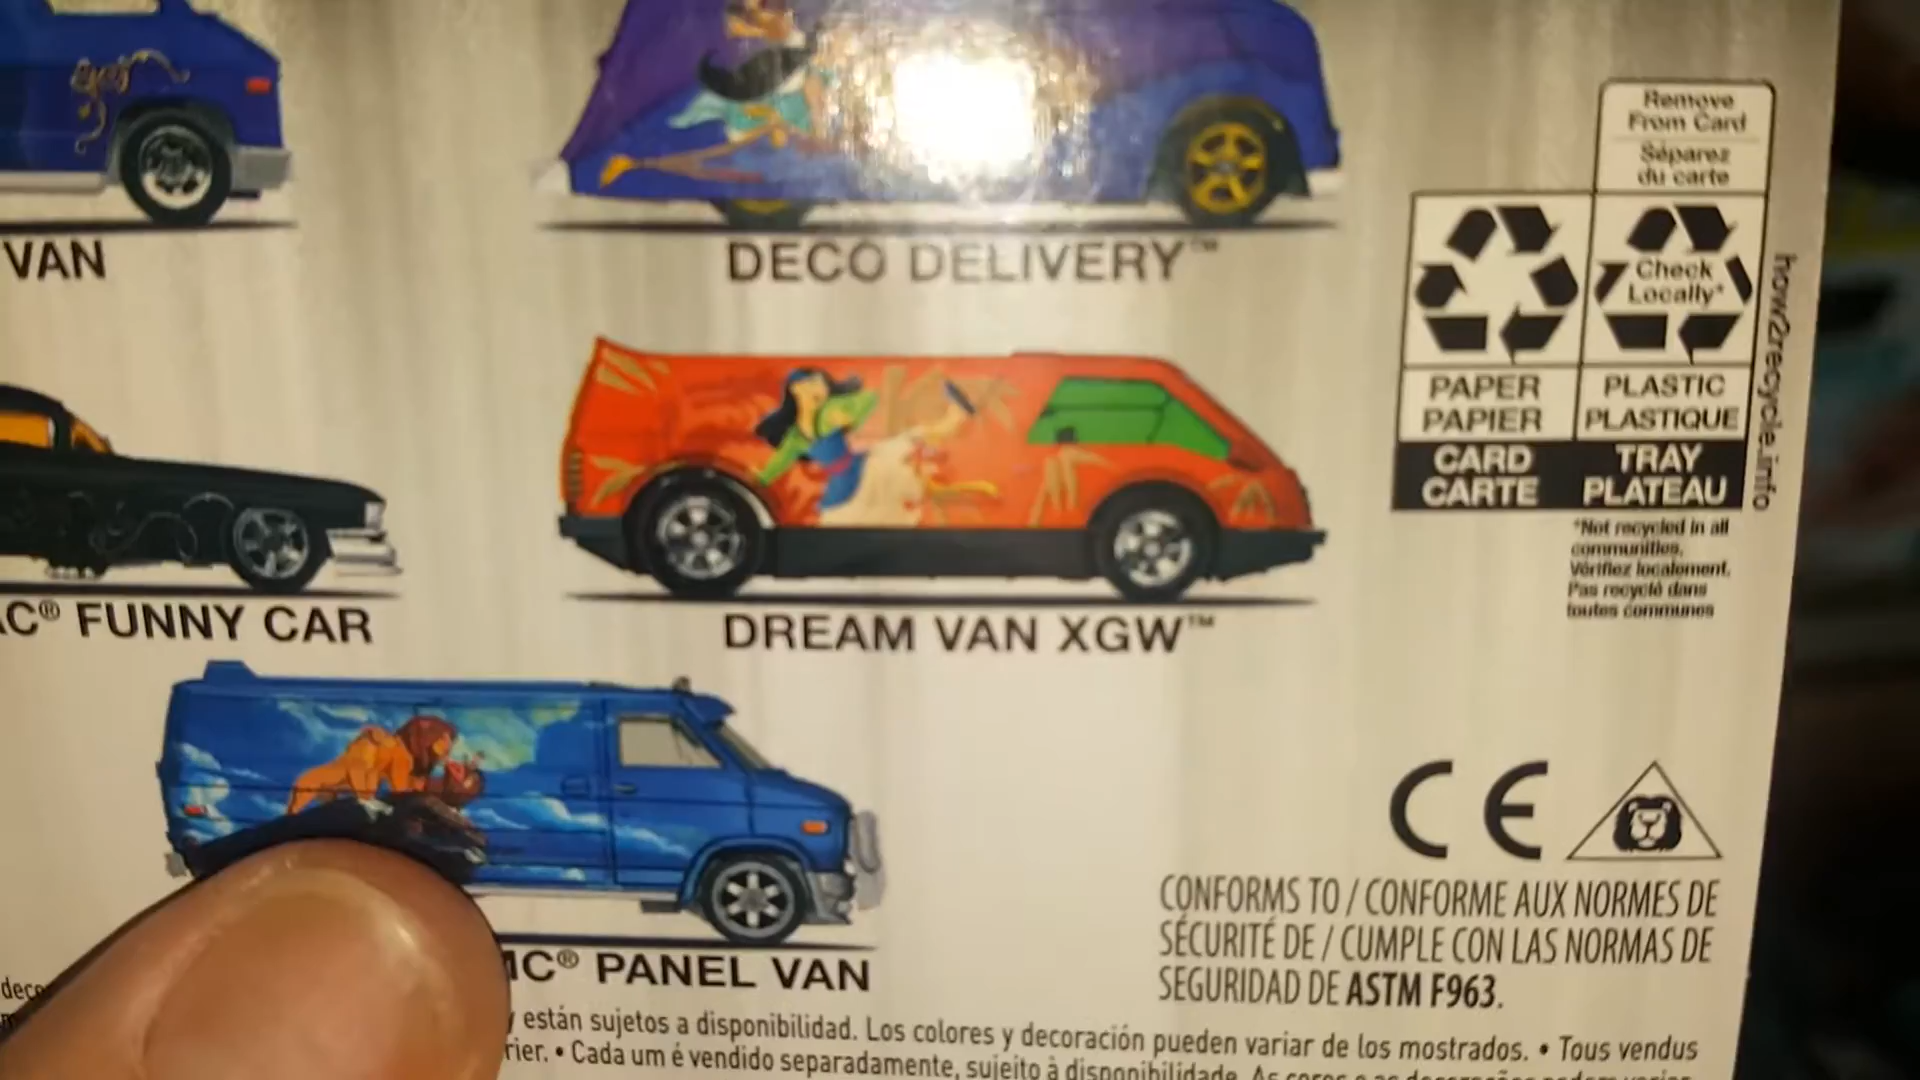 Remove
From Card
Séparez
du carte
Check
Locally*
how2recycle.info
VAN
DECO DELIVERY™
PAPER
PAPIER
PLASTIC
PLASTIQUE
CARD
CARTE
TRAY
PLATEAU
*Not recycled in all
communities.
Vérifiez localement.
Pas recyclé dans
toutes communes
C® FUNNY CAR
DREAM VAN XGW™
CE
CONFORMS TO / CONFORME AUX NORMES DE
SÉCURITÉ DE / CUMPLE CON LAS NORMAS DE
SEGURIDAD DE ASTM F963.
MC® PANEL VAN
y están sujetos a disponibilidad. Los colores y decoración pueden variar de los mostrados. • Tous vendus
rier. • Cada um é vendido separadamente, sujeito à disponibilidade. As cores e as decorações podem variar